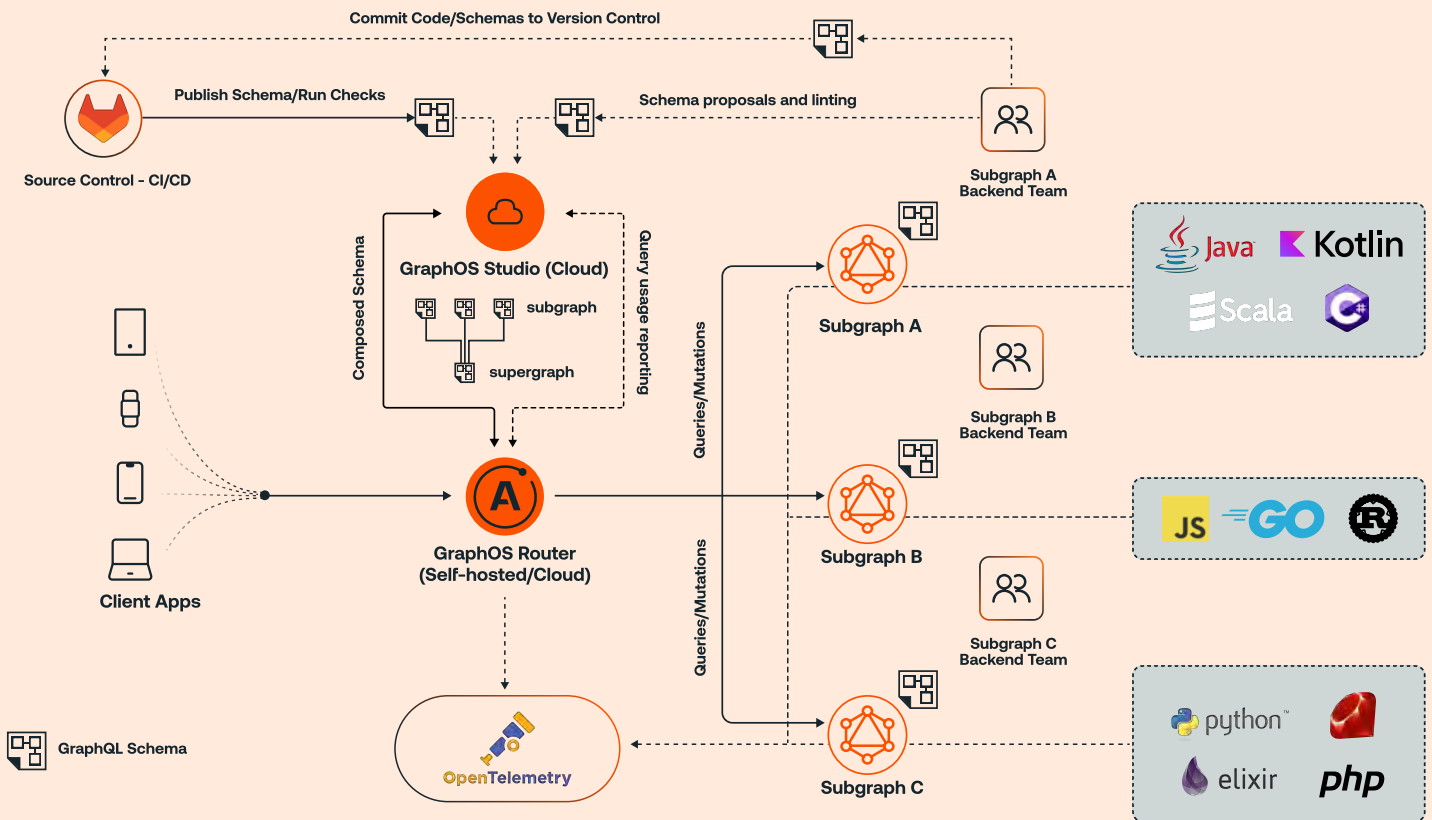 Commit Code/Schemas to Version Control
Publish Schema/Run Checks
Schema proposals and linting
Source Control - CI/CD
Subgraph A
Backend Team
Composed Schema
Query usage reporting
GraphOS Studio (Cloud)
subgraph
supergraph
Java
Kotlin
Scala
C#
Subgraph A
Queries/Mutations
Subgraph B
Backend Team
A
GraphOS Router
(Self-hosted/Cloud)
Client Apps
Subgraph B
JS
GO
R
Queries/Mutations
Subgraph C
Backend Team
GraphQL Schema
OpenTelemetry
Subgraph C
python™
elixir
php